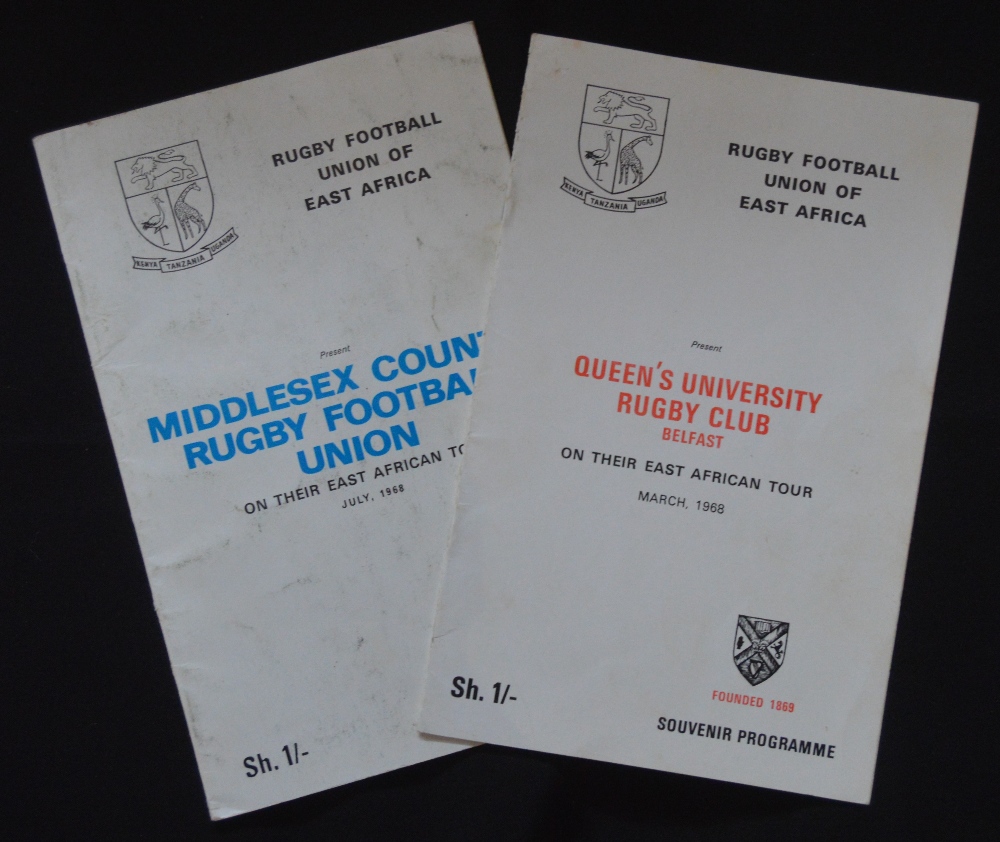 RUGBY FOOTBALL
UNION OF
EAST AFRICA
KENYA TANZANIA UGANDA
Present
MIDDLESEX COUNT
RUGBY FOOTBAL
UNION
ON THEIR EAST AFRICAN TO
JULY, 1968
Sh. 1/-
RUGBY FOOTBALL
UNION OF
EAST AFRICA
KENYA TANZANIA UGANDA
Present
QUEEN'S UNIVERSITY
RUGBY CLUB
BELFAST
ON THEIR EAST AFRICAN TOUR
MARCH, 1968
FOUNDED 1869
Sh. 1/-
SOUVENIR PROGRAMME